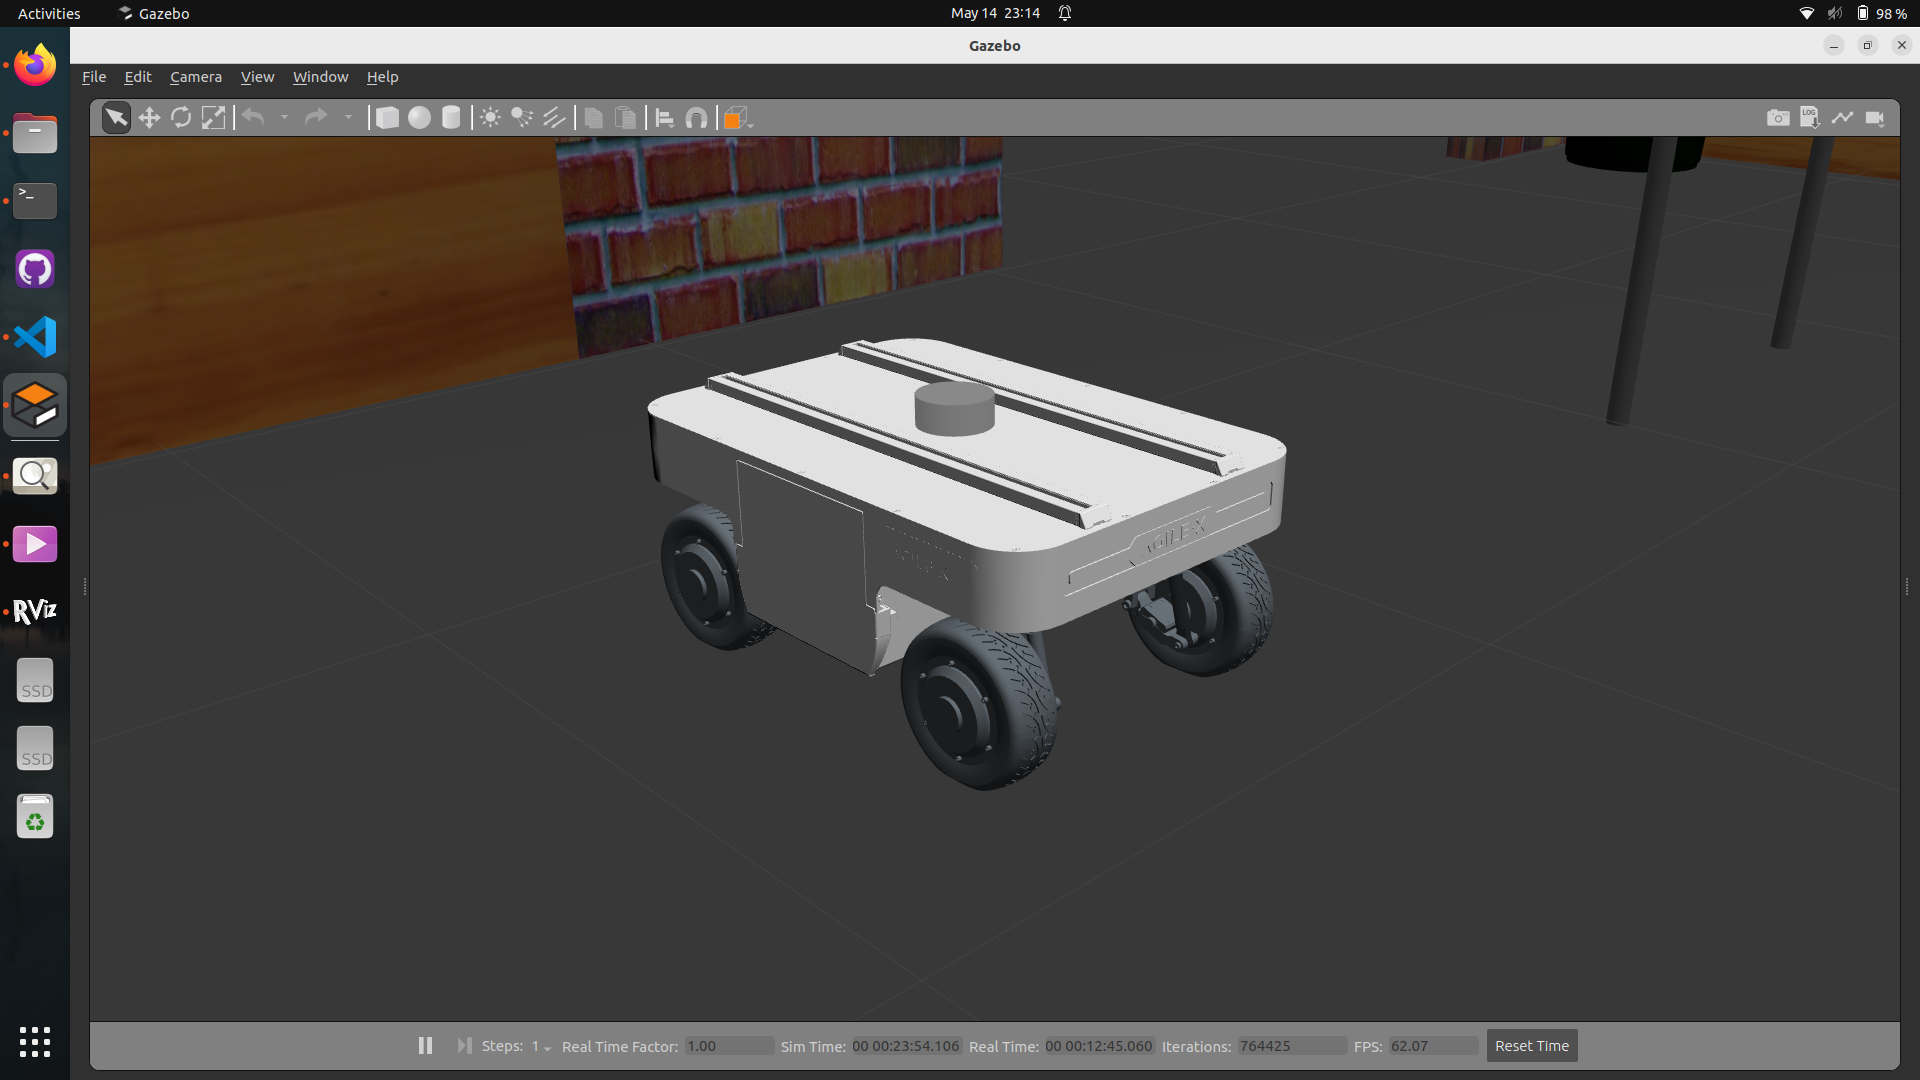 Activities Gazebo May 14 23:14 98 %
Gazebo
File Edit Camera View Window Help
LOG
>_
RViz
SSD
SSD
AGILE-X
Steps: 1 Real Time Factor: 1.00 Sim Time: 00 00:23:54.106 Real Time: 00 00:12:45.060 Iterations: 764425 FPS: 62.07 Reset Time